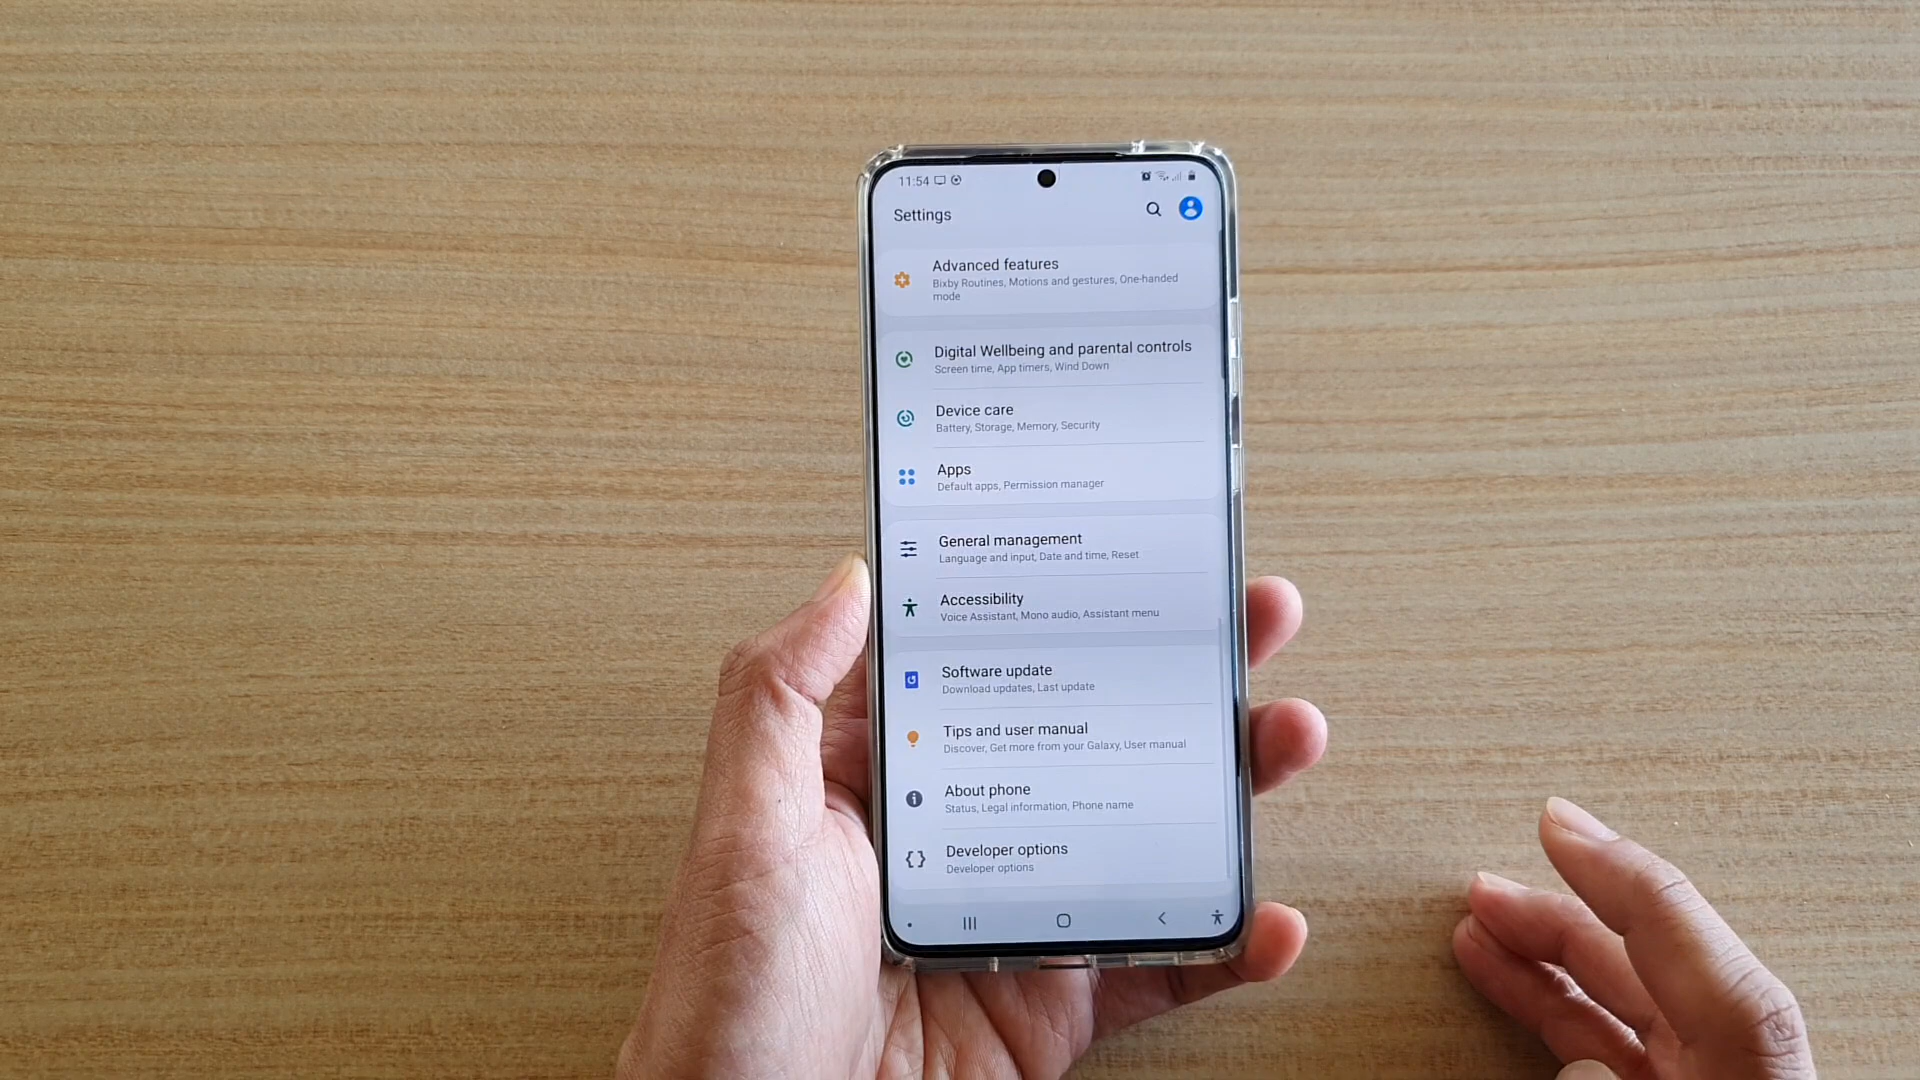 11:54
Settings
Advanced features
Bixby Routines, Motions and gestures, One-handed
mode
Digital Wellbeing and parental controls
Screen time, App timers, Wind Down
Device care
Battery, Storage, Memory, Security
Apps
Default apps, Permission manager
General management
Language and input, Date and time, Reset
Accessibility
Voice Assistant, Mono audio, Assistant menu
Software update
Download updates, Last update
Tips and user manual
Discover, Get more from your Galaxy, User manual
About phone
Status, Legal information, Phone name
Developer options
Developer options